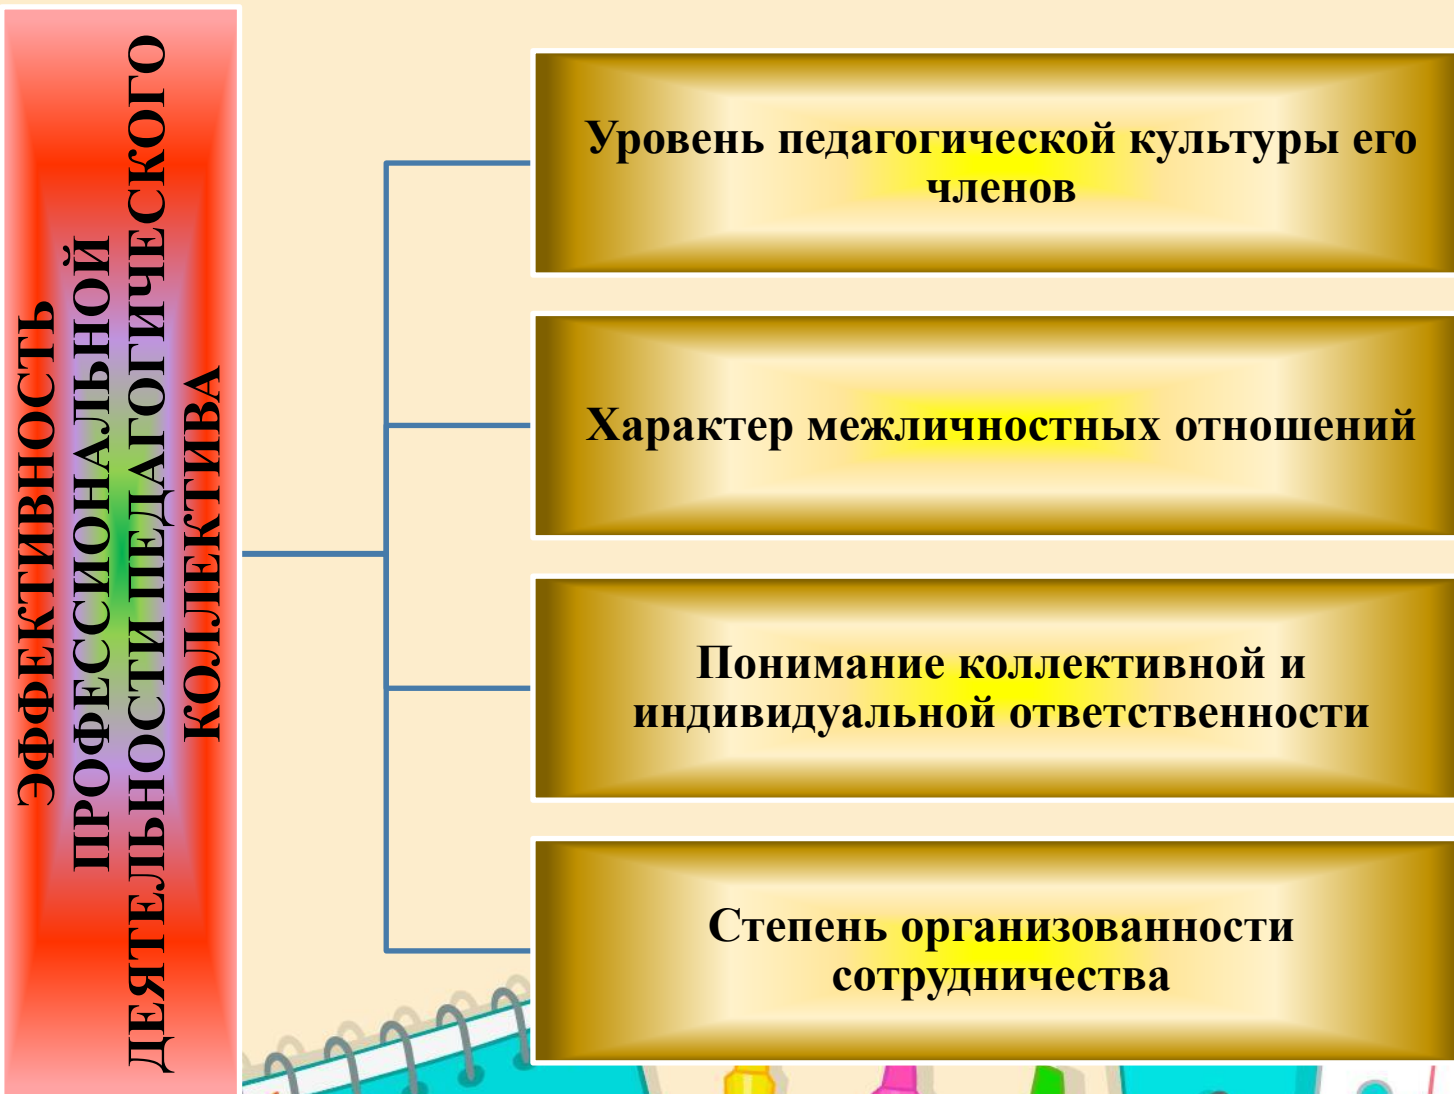 ЭФФЕКТИВНОСТЬ
ПРОФЕССИОНАЛЬНОЙ
ДЕЯТЕЛЬНОСТИ ПЕДАГОГИЧЕСКОГО
КОЛЛЕКТИВА
Уровень педагогической культуры его
членов
Характер межличностных отношений
Понимание коллективной и
индивидуальной ответственности
Степень организованности
сотрудничества